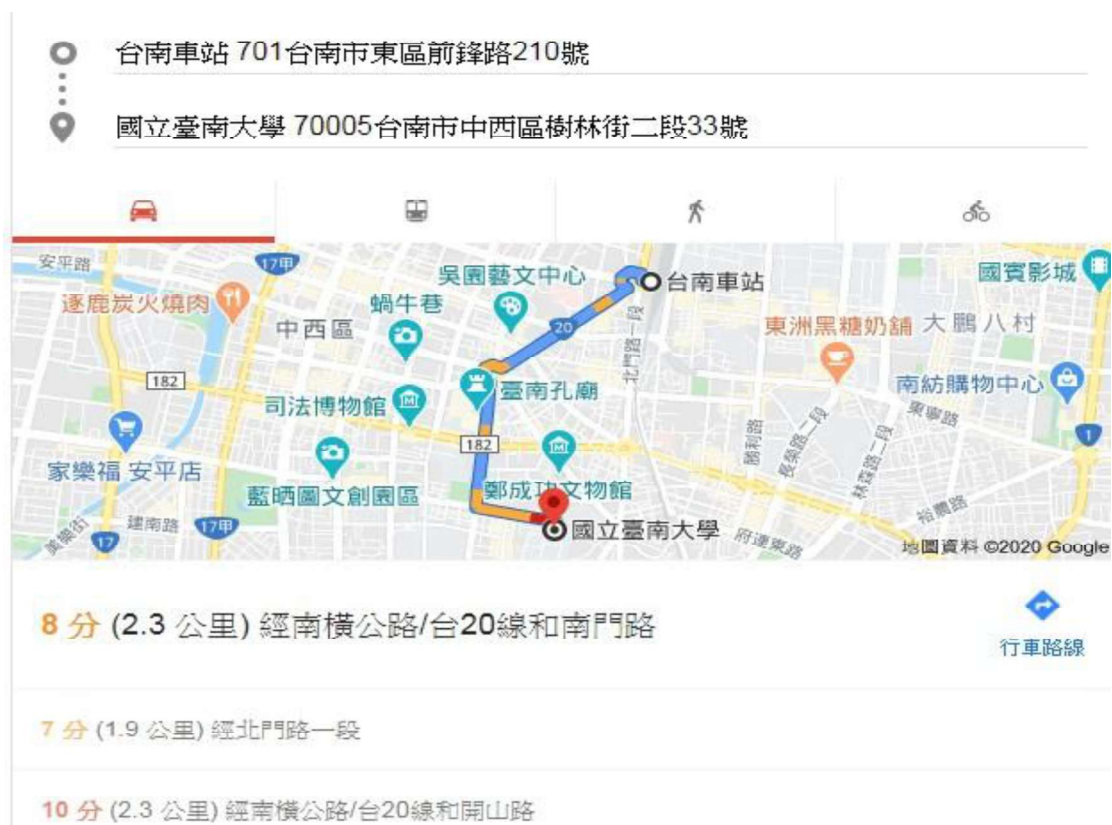 台南車站 701台南市東區前鋒路210號
國立臺南大學 70005台南市中西區樹林街二段33號
安平路
17甲
吳園藝文中心
台南車站
國賓影城
逐鹿炭火燒肉
蝸牛巷
中西區
20
北門路一段
東洲黑糖奶舖
大鵬八村
182
臺南孔廟
南紡購物中心
司法博物館
東寧路
182
勝利路
長榮路二段
林森路二段
1
家樂福 安平店
藍晒圖文創園區
鄭成功文物館
裕農路
建南路
17甲
17
國立臺南大學
府連東路
地圖資料 ©2020 Google
8 分 (2.3 公里) 經南橫公路/台20線和南門路
行車路線
7 分 (1.9 公里) 經北門路一段
10 分 (2.3 公里) 經南橫公路/台20線和開山路